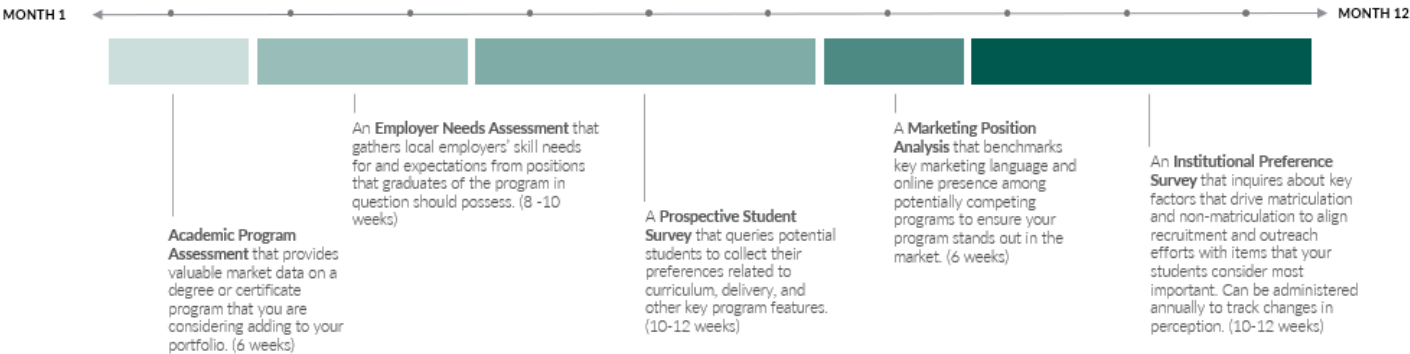 MONTH 1
MONTH 12
Academic Program
Assessment that provides
valuable market data on a
degree or certificate
program that you are
considering adding to your
portfolio. (6 weeks)
An Employer Needs Assessment that
gathers local employers' skill needs
for and expectations from positions
that graduates of the program in
question should possess. (8 -10
weeks)
A Prospective Student
Survey that queries potential
students to collect their
preferences related to
curriculum, delivery, and
other key program features.
(10-12 weeks)
A Marketing Position
Analysis that benchmarks
key marketing language and
online presence among
potentially competing
programs to ensure your
program stands out in the
market. (6 weeks)
An Institutional Preference
Survey that inquires about key
factors that drive matriculation
and non-matriculation to align
recruitment and outreach
efforts with items that your
students consider most
important. Can be administered
annually to track changes in
perception. (10-12 weeks)